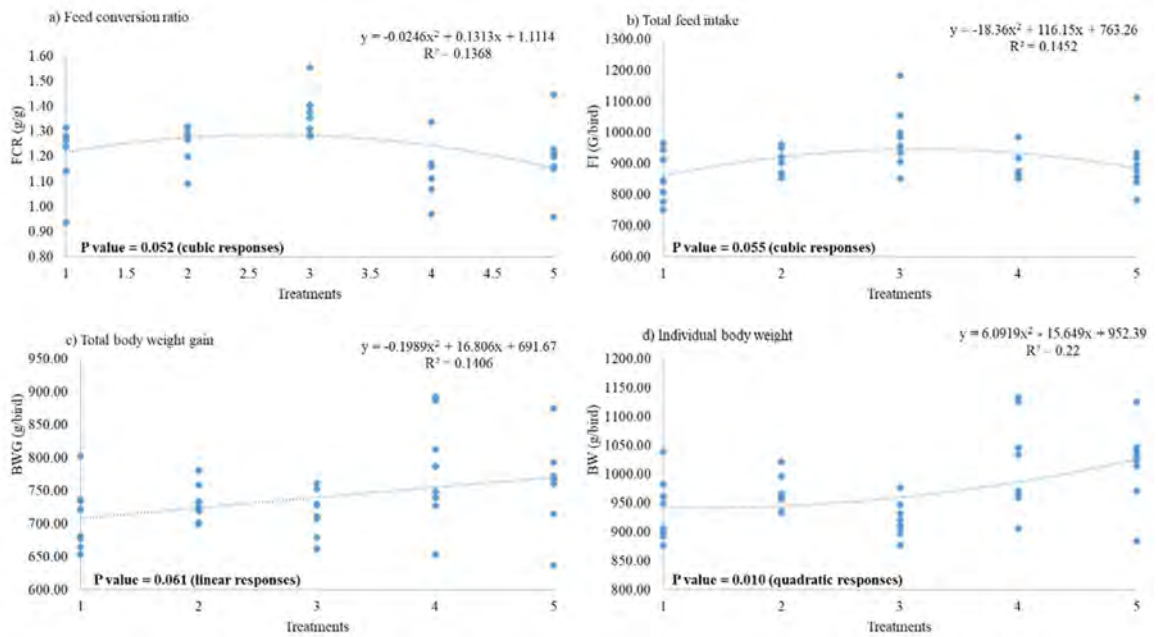 a) Feed conversion ratio
y = -0.0246x² + 0.1313x + 1.1114
R² = 0.1368
1.60
1.50
1.40
1.30
1.20
1.10
1.00
0.90
0.80
FCR (g/g)
P value = 0.052 (cubic responses)
1 1.5 2 2.5 3 3.5 4 4.5 5
Treatments
b) Total feed intake
y = -18.36x² + 116.15x + 763.26
R² = 0.1452
1300.00
1200.00
1100.00
1000.00
900.00
800.00
700.00
600.00
FI (G/bird)
P value = 0.055 (cubic responses)
1 2 3 4 5
Treatments
c) Total body weight gain
y = -0.1989x² + 16.806x + 691.67
R² = 0.1406
950.00
900.00
850.00
800.00
750.00
700.00
650.00
600.00
BWG (g/bird)
P value = 0.061 (linear responses)
1 2 3 4 5
Treatments
d) Individual body weight
y = 6.0919x² - 15.649x + 952.39
R² = 0.22
1200.00
1150.00
1100.00
1050.00
1000.00
950.00
900.00
850.00
800.00
BW (g/bird)
P value = 0.010 (quadratic responses)
1 2 3 4 5
Treatments